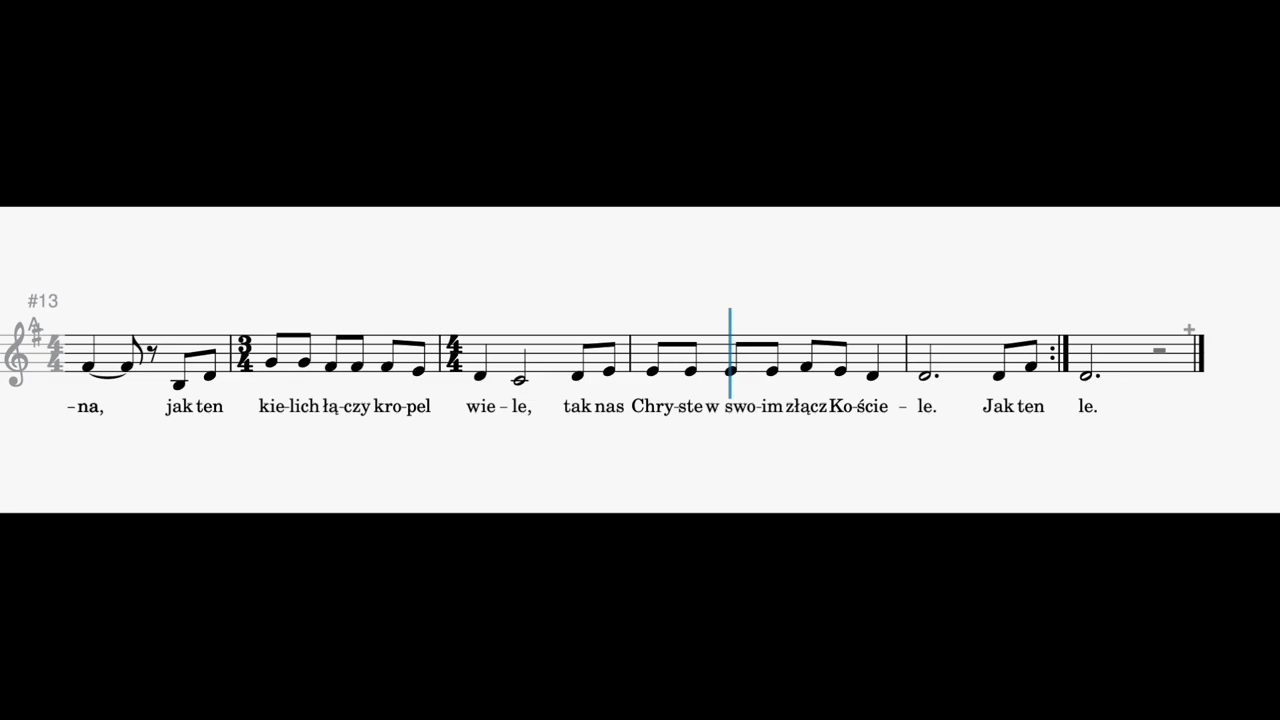 #13
A
–na, jak ten kie–lich łą–czy kro–pel wie – le, tak nas Chry–ste w swo–im złącz Ko–ście – le. Jak ten le.